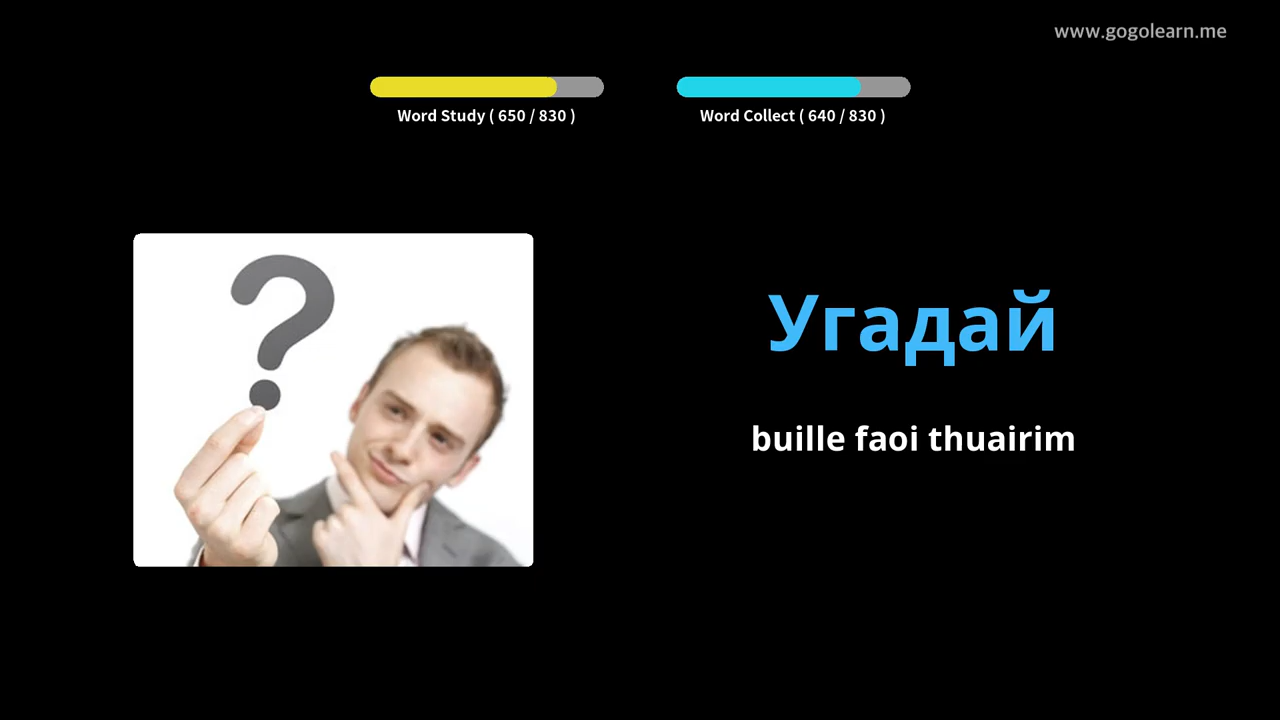 www.gogolearn.me
Word Study ( 650 / 830 )
Word Collect ( 640 / 830 )
Угадай
buille faoi thuairim